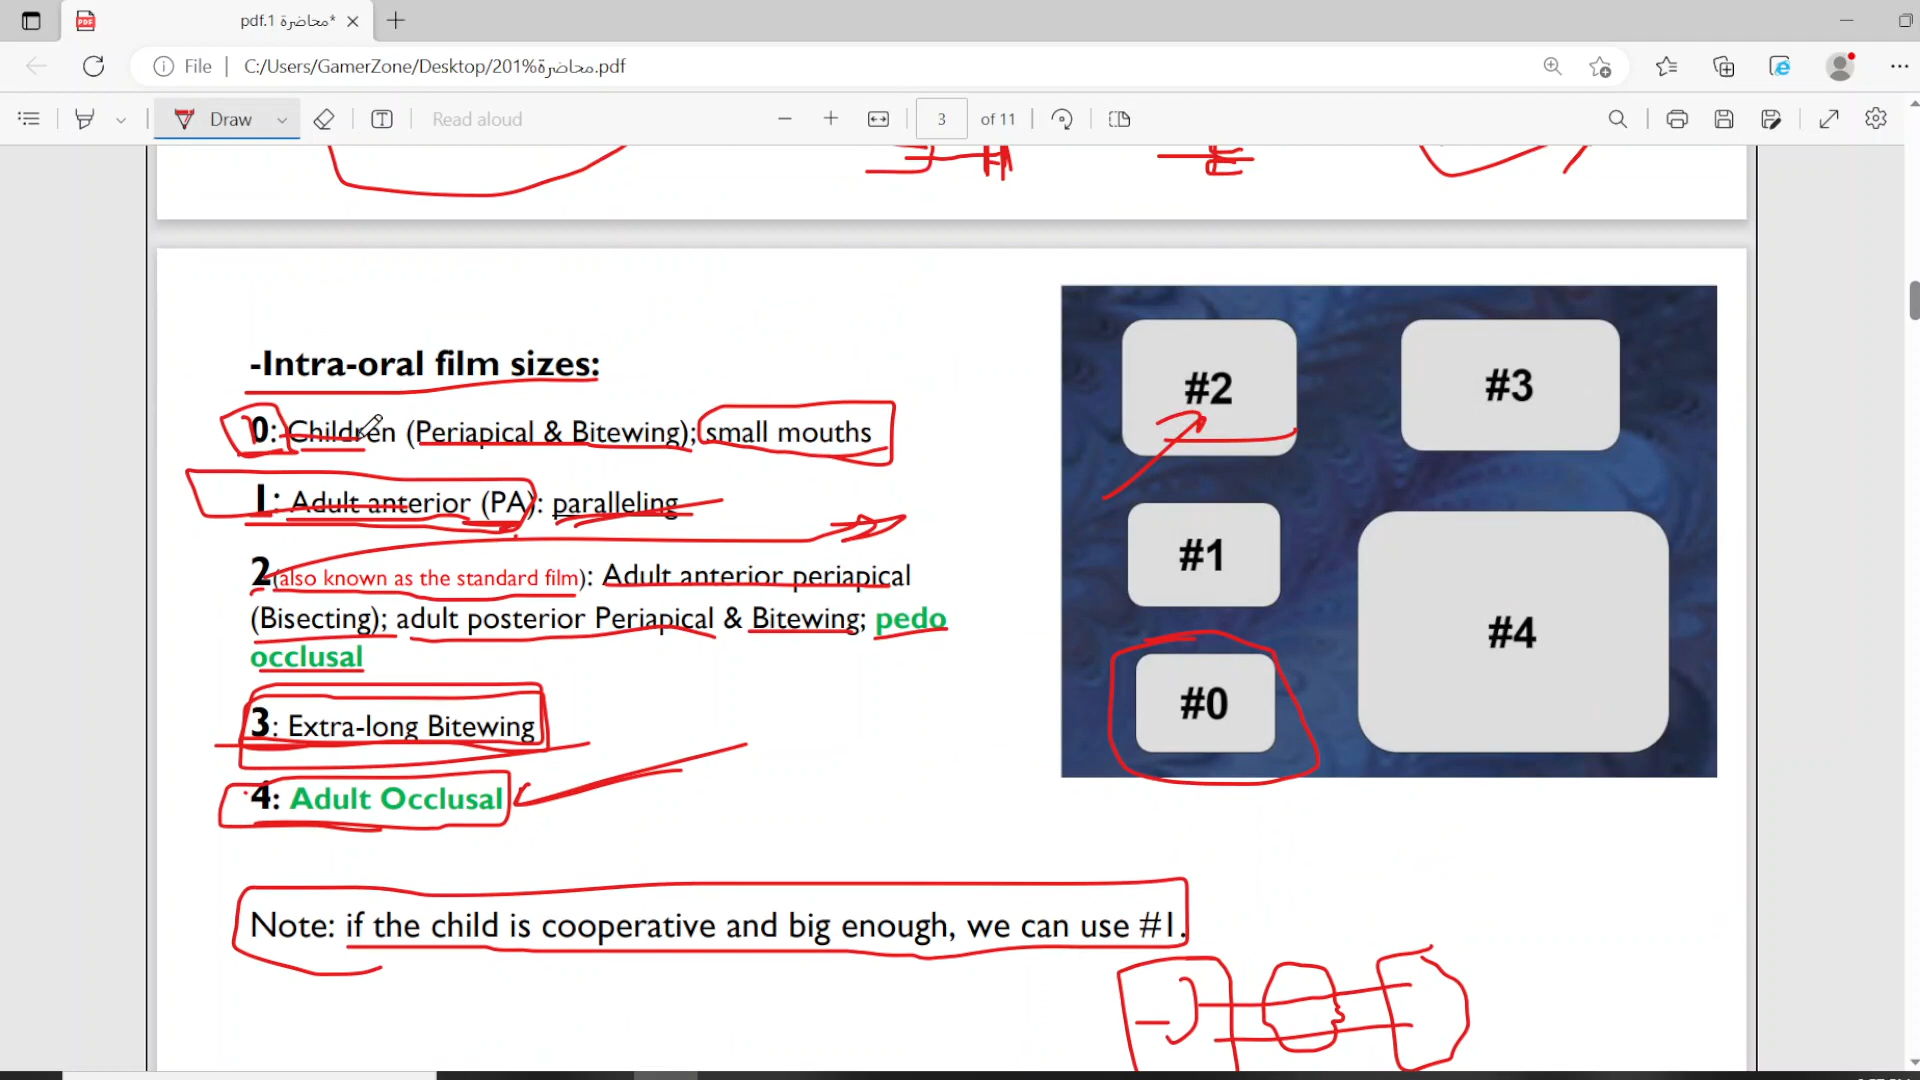 محاضرة 1.pdf*
File
C:/Users/GamerZone/Desktop/201%محاضرة.pdf
Draw
Read aloud
3 of 11
-Intra-oral film sizes:
0: Children (Periapical & Bitewing); small mouths
1: Adult anterior (PA): paralleling
2(also known as the standard film): Adult anterior periapical
(Bisecting); adult posterior Periapical & Bitewing; pedo
occlusal
3: Extra-long Bitewing
4: Adult Occlusal
Note: if the child is cooperative and big enough, we can use #1.
#2
#3
#1
#4
#0